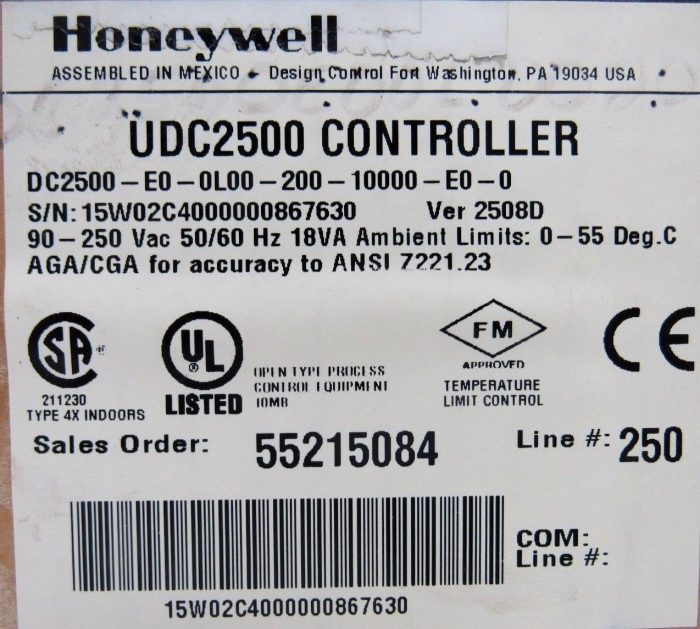 Honeywell
ASSEMBLED IN MEXICO - Design Control Fort Washington, PA 19034 USA
UDC2500 CONTROLLER
DC2500-E0-0L00-200-10000-E0-0
S/N: 15W02C4000000867630 Ver 2508D
90-250 Vac 50/60 Hz 18VA Ambient Limits: 0-55 Deg.C
AGA/CGA for accuracy to ANSI Z221.23
SA
UL
FM
CE
211230
TYPE 4X INDOORS
LISTED
OPEN TYPE PROCESS
CONTROL EQUIPMENT
10MB
APPROVED
TEMPERATURE
LIMIT CONTROL
Sales Order: 55215084 Line #: 250
COM:
Line #:
15W02C4000000867630